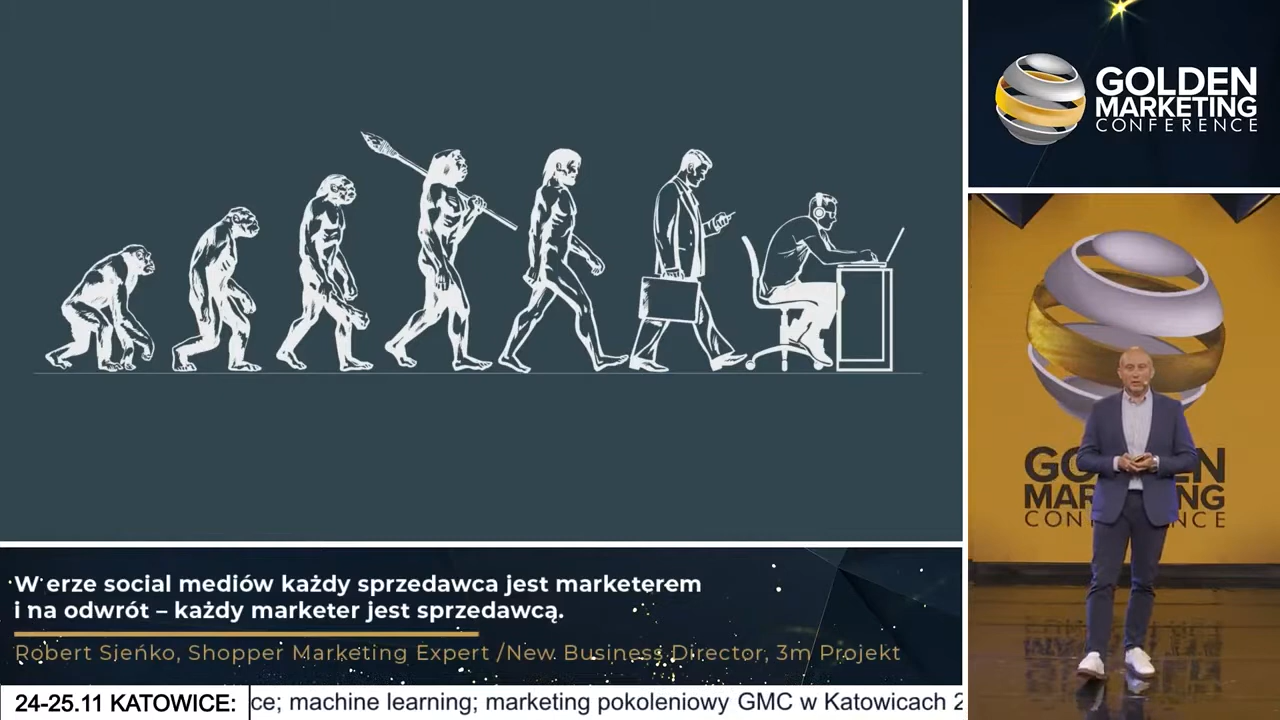 GOLDEN
MARKETING
CONFERENCE
GOLDEN
MARKETING
CONFERENCE
W erze social mediów każdy sprzedawca jest marketerem
i na odwrót – każdy marketer jest sprzedawcą.
Robert Sieńko, Shopper Marketing Expert /New Business Director, 3m Projekt
24-25.11 KATOWICE: ce; machine learning; marketing pokoleniowy GMC w Katowicach 2